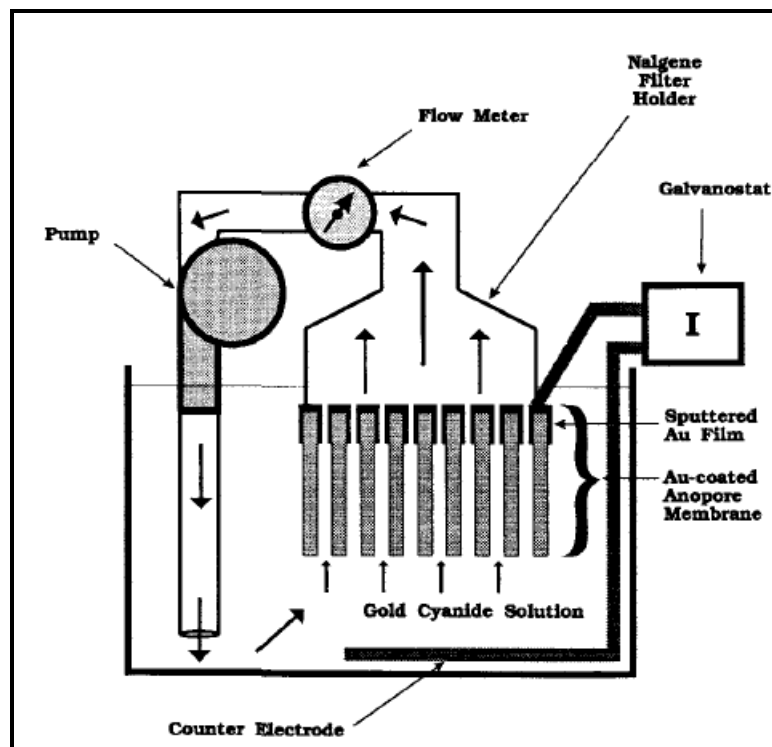 Nalgene
Filter
Holder
Flow Meter
Galvanostat
Pump
I
Sputtered
Au Film
Au-coated
Anopore
Membrane
Gold Cyanide Solution
Counter Electrode